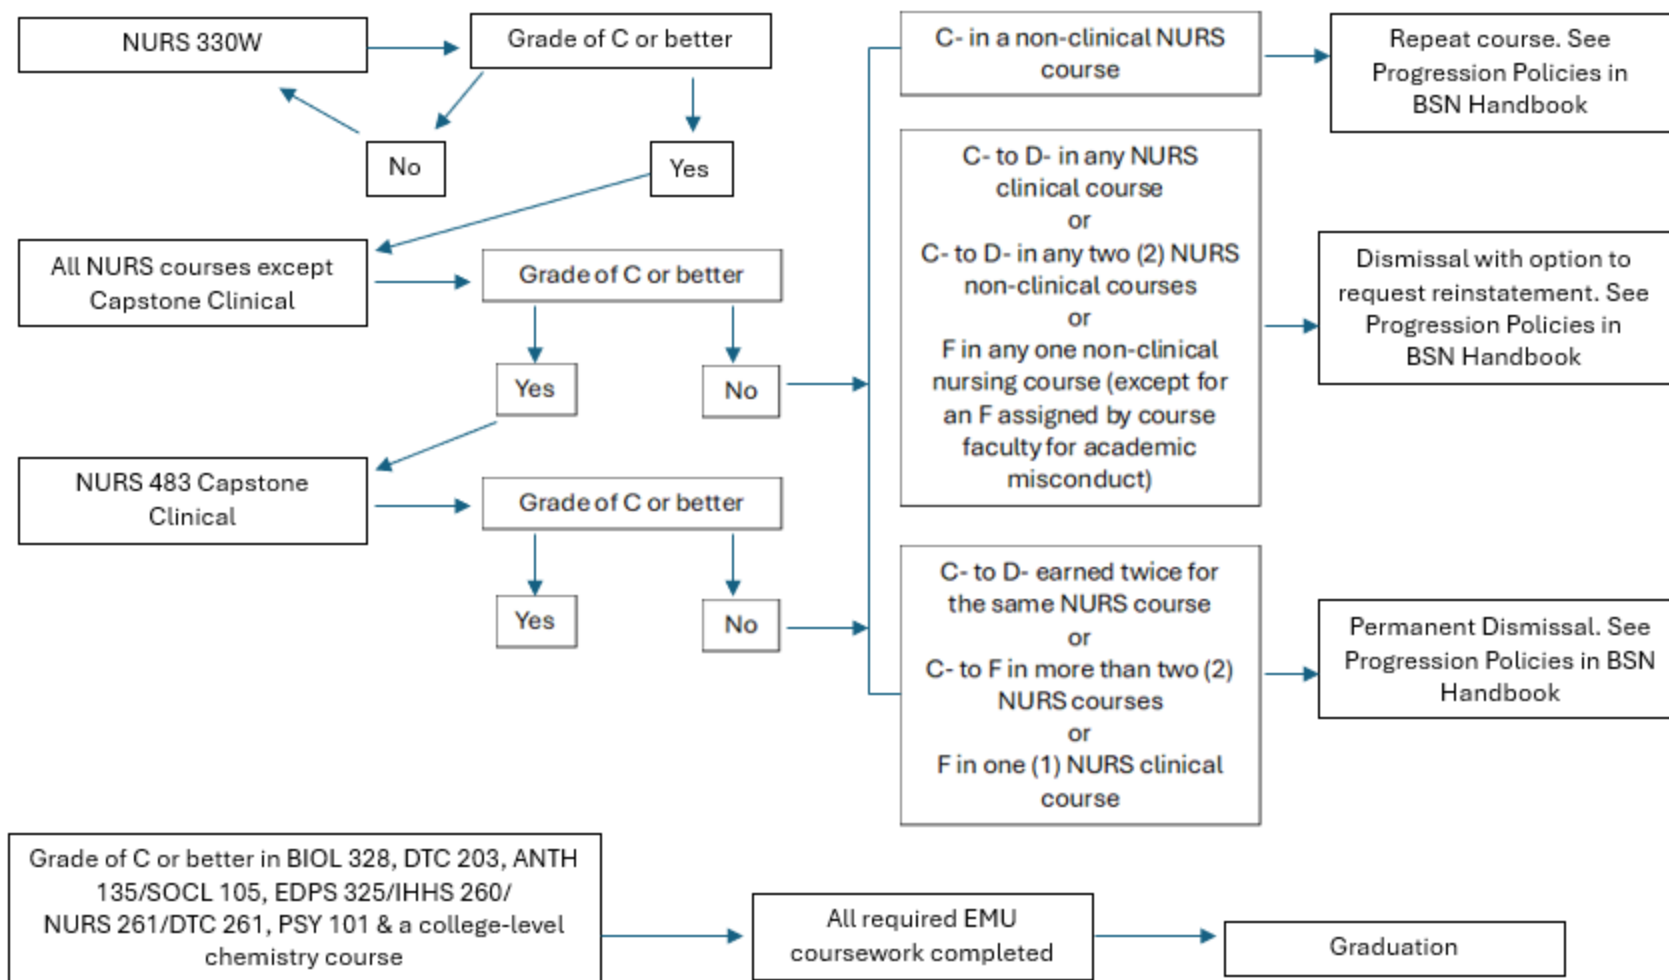 NURS 330W
Grade of C or better
No
Yes
All NURS courses except
Capstone Clinical
Grade of C or better
Yes
No
NURS 483 Capstone
Clinical
Grade of C or better
Yes
No
C- in a non-clinical NURS
course
Repeat course. See
Progression Policies in
BSN Handbook
C- to D- in any NURS
clinical course
or
C- to D- in any two (2) NURS
non-clinical courses
or
F in any one non-clinical
nursing course (except for
an F assigned by course
faculty for academic
misconduct)
Dismissal with option to
request reinstatement. See
Progression Policies in
BSN Handbook
C- to D- earned twice for
the same NURS course
or
C- to F in more than two (2)
NURS courses
or
F in one (1) NURS clinical
course
Permanent Dismissal. See
Progression Policies in BSN
Handbook
Grade of C or better in BIOL 328, DTC 203, ANTH
135/SOCL 105, EDPS 325/IHHS 260/
NURS 261/DTC 261, PSY 101 & a college-level
chemistry course
All required EMU
coursework completed
Graduation